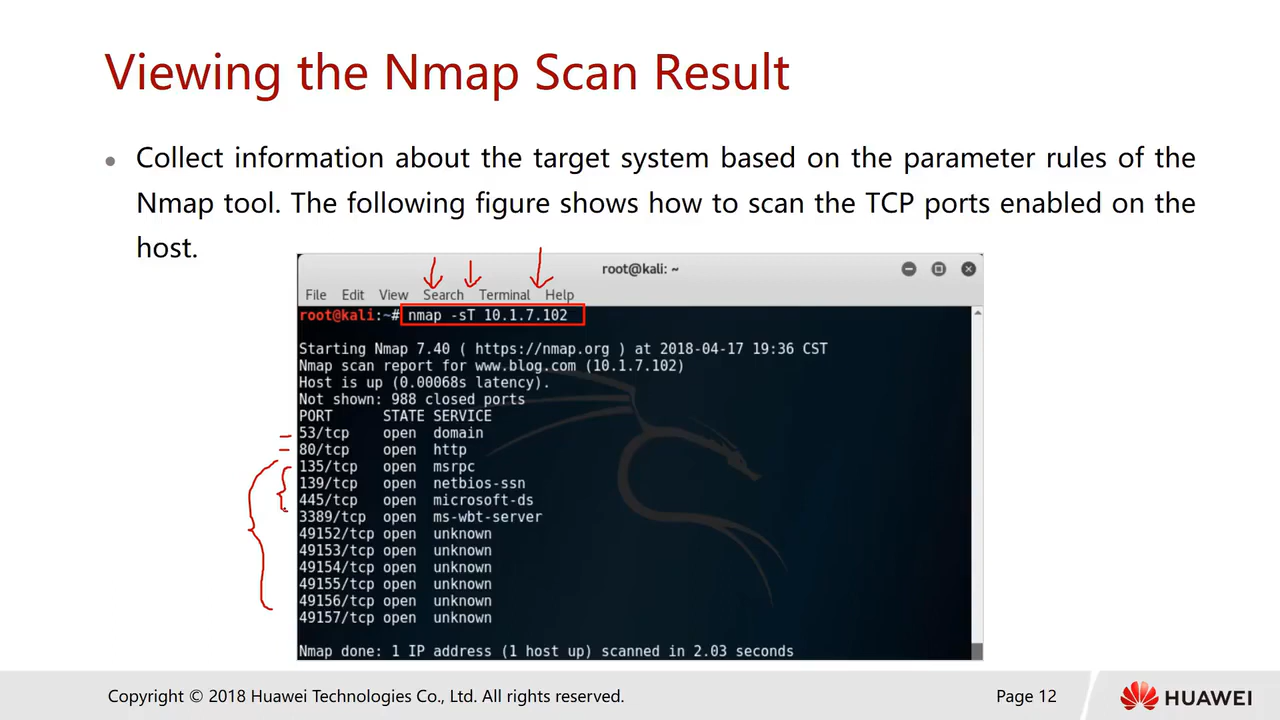 Viewing the Nmap Scan Result
• Collect information about the target system based on the parameter rules of the
Nmap tool. The following figure shows how to scan the TCP ports enabled on the
host.
root@kali: ~
File Edit View Search Terminal Help
root@kali:~# nmap -sT 10.1.7.102
Starting Nmap 7.40 ( https://nmap.org ) at 2018-04-17 19:36 CST
Nmap scan report for www.blog.com (10.1.7.102)
Host is up (0.00068s latency).
Not shown: 988 closed ports
PORT STATE SERVICE
53/tcp open domain
80/tcp open http
135/tcp open msrpc
139/tcp open netbios-ssn
445/tcp open microsoft-ds
3389/tcp open ms-wbt-server
49152/tcp open unknown
49153/tcp open unknown
49154/tcp open unknown
49155/tcp open unknown
49156/tcp open unknown
49157/tcp open unknown
Nmap done: 1 IP address (1 host up) scanned in 2.03 seconds
Copyright © 2018 Huawei Technologies Co., Ltd. All rights reserved.
Page 12
HUAWEI